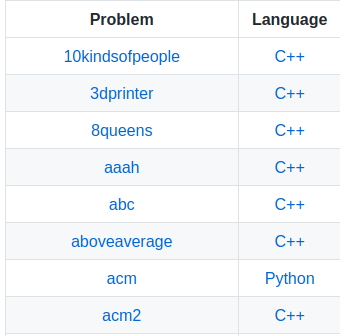 Problem Language
10kindsofpeople C++
3dprinter C++
8queens C++
aaah C++
abc C++
aboveaverage C++
acm Python
acm2 C++